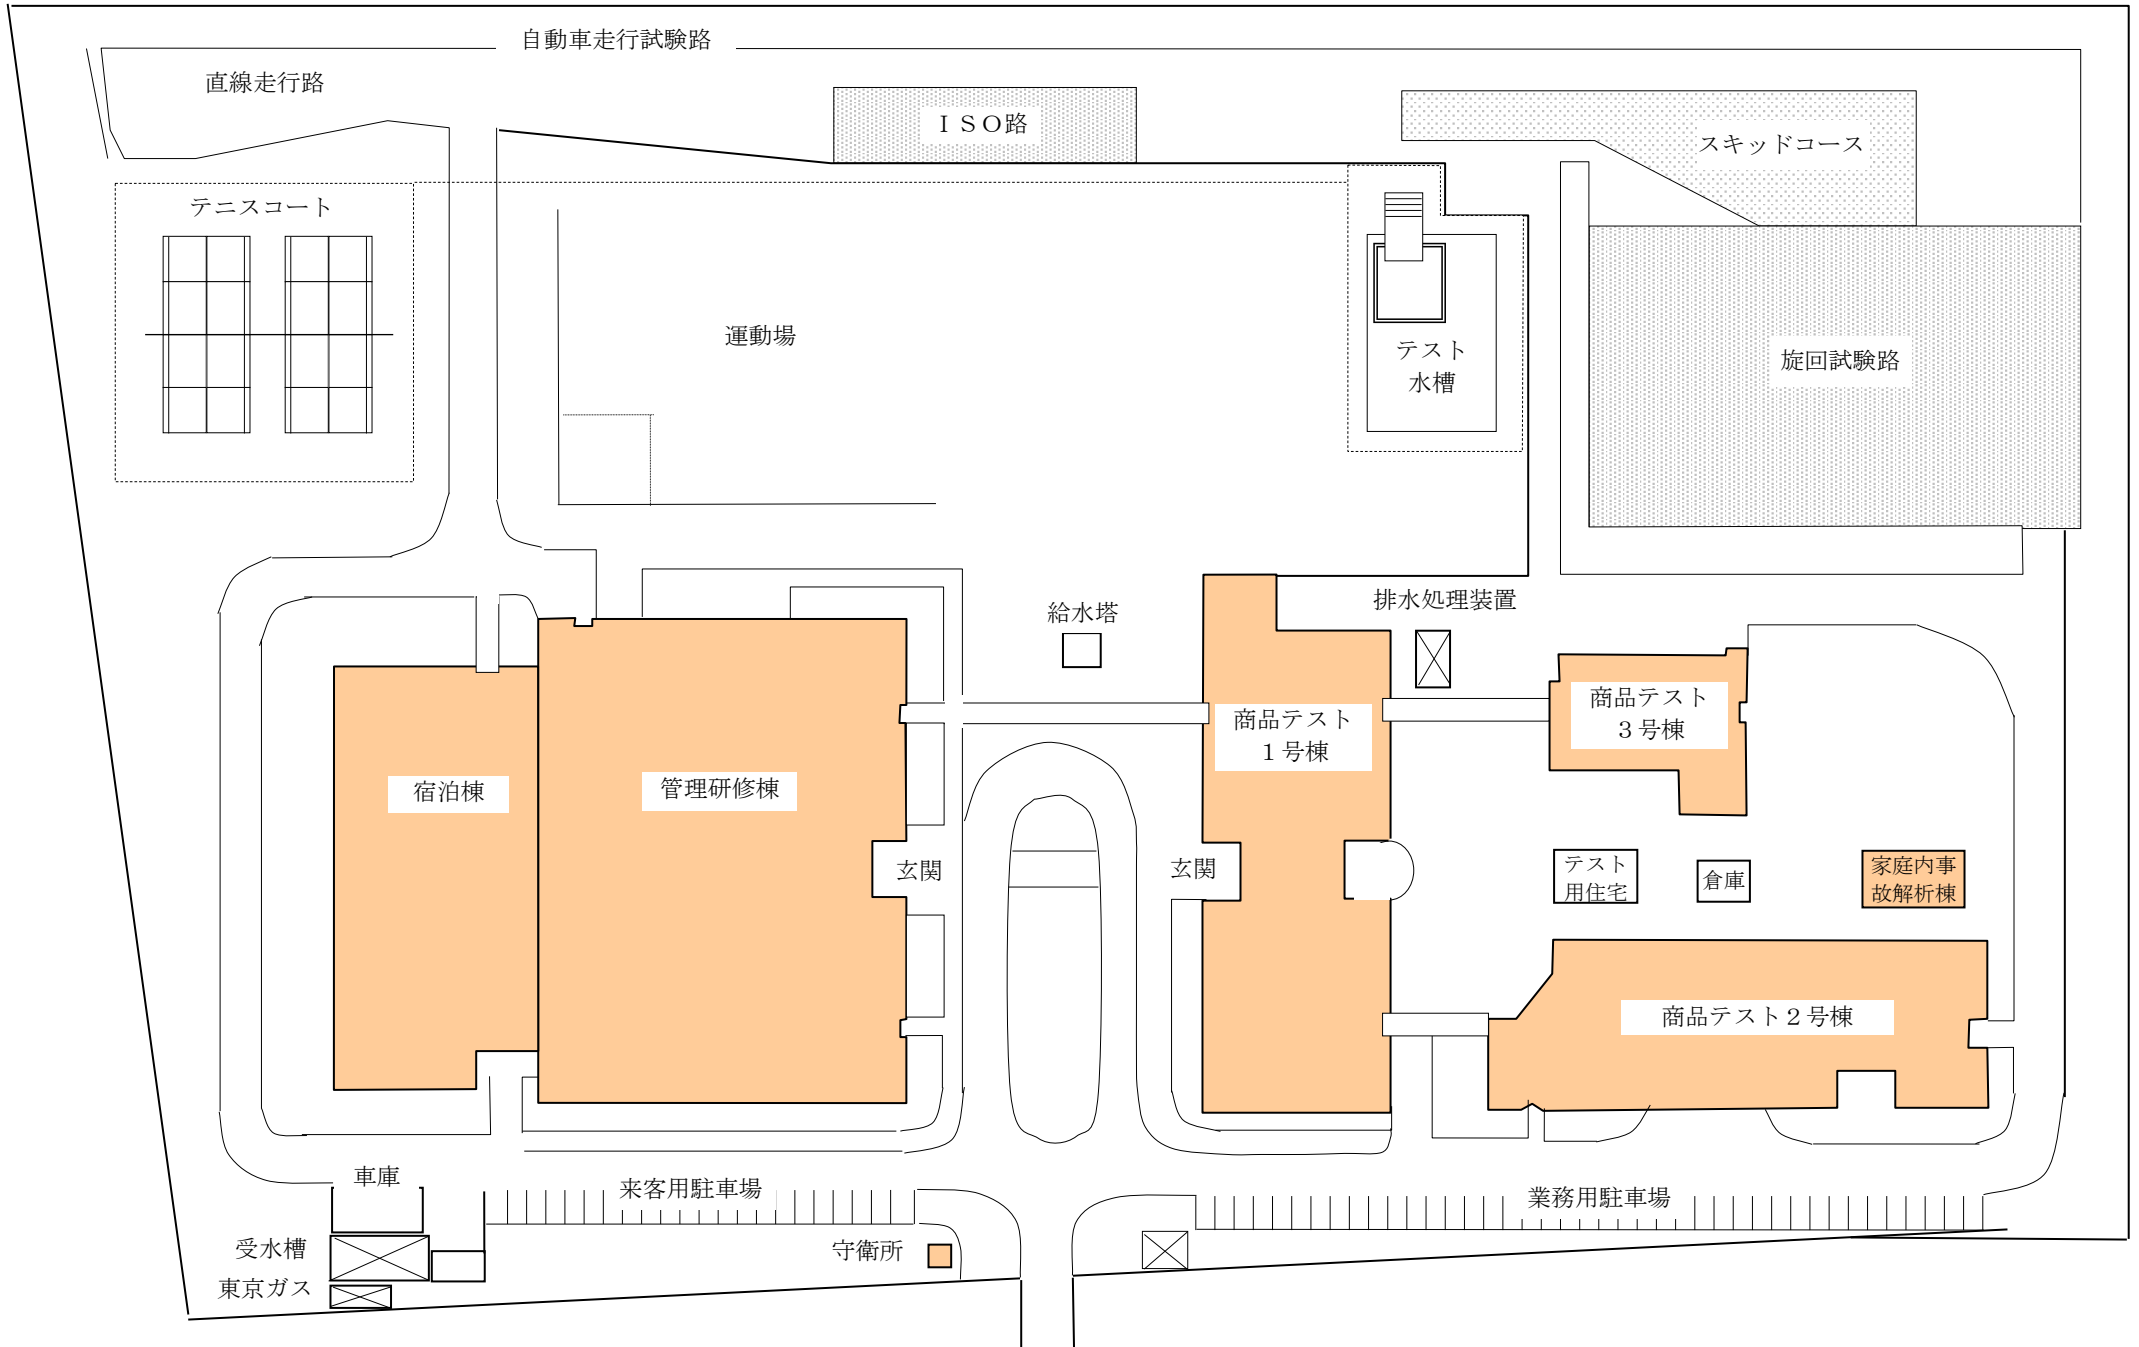 自動車走行試験路
直線走行路
ＩＳＯ路
スキッドコース
テニスコート
運動場
テスト
水槽
旋回試験路
給水塔
排水処理装置
商品テスト
１号棟
商品テスト
３号棟
宿泊棟
管理研修棟
玄関
玄関
テスト
用住宅
倉庫
家庭内事
故解析棟
商品テスト２号棟
車庫
来客用駐車場
業務用駐車場
受水槽
守衛所
東京ガス